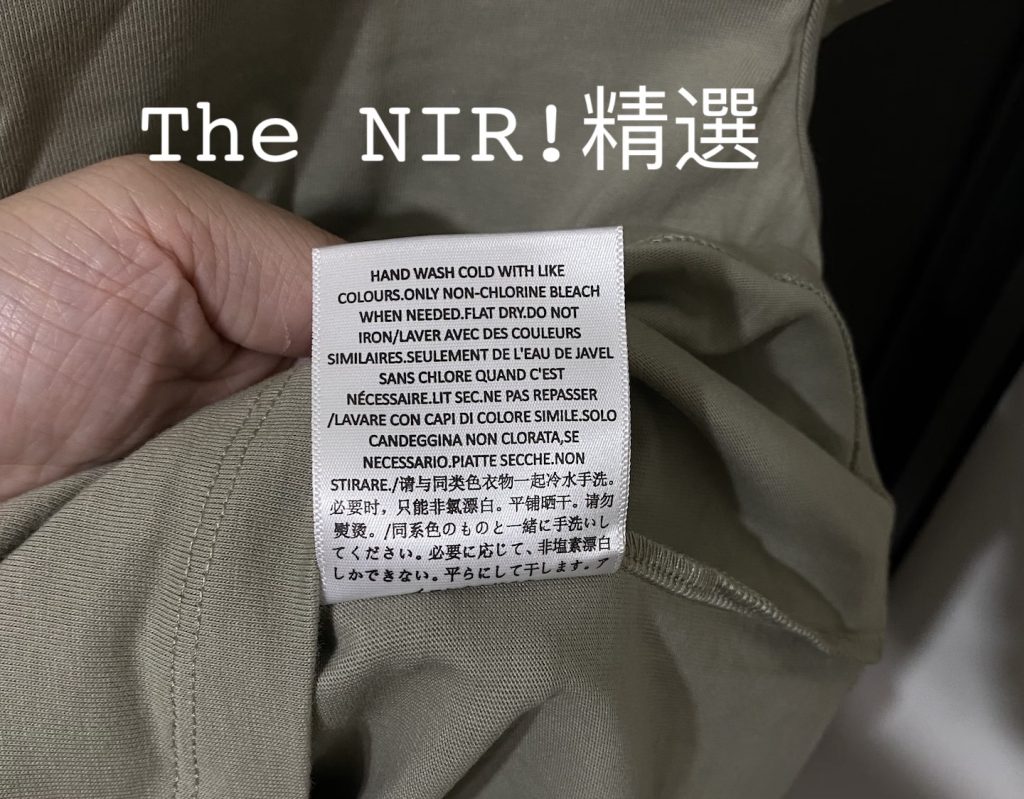 The NIR!精選
HAND WASH COLD WITH LIKE
COLOURS.ONLY NON-CHLORINE BLEACH
WHEN NEEDED.FLAT DRY.DO NOT
IRON/LAVER AVEC DES COULEURS
SIMILAIRES.SEULEMENT DE L'EAU DE JAVEL
SANS CHLORE QUAND C'EST
NÉCESSAIRE.LIT SEC.NE PAS REPASSER
/LAVARE CON CAPI DI COLORE SIMILE.SOLO
CANDEGGINA NON CLORATA,SE
NECESSARIO.PIATTE SECCHE.NON
STIRARE./请与同类色衣物一起冷水手洗。
必要时，只能非氯漂白。平铺晒干。请勿
熨烫。/同系色のものと一緒に手洗いし
てください。必要に応じて、非塩素漂白
しかできない。平らにして干します。ア